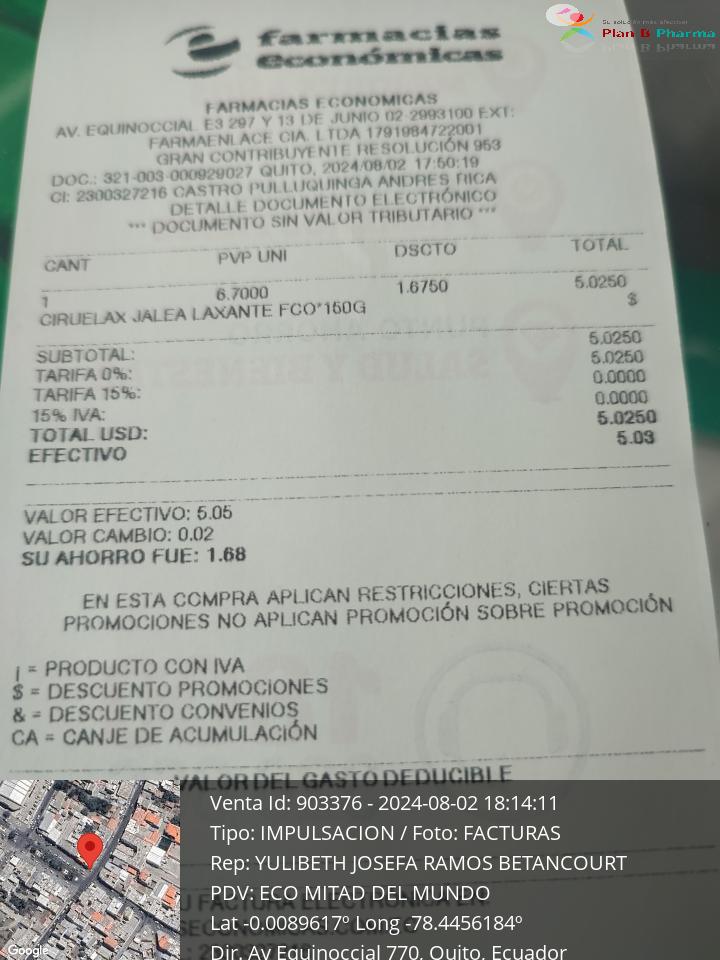 Su solución más efectiva!
Plan B Pharma
farmacias
económicas
FARMACIAS ECONOMICAS
AV. EQUINOCCIAL E3 297 Y 13 DE JUNIO 02-2993100 EXT:
FARMAENLACE CIA. LTDA 1791984722001
GRAN CONTRIBUYENTE RESOLUCIÓN 953
DOC.: 321-003-000929027 QUITO, 2024/08/02 17:50:19
CI: 2300327216 CASTRO PULLUQUINGA ANDRES RICA
DETALLE DOCUMENTO ELECTRÓNICO
*** DOCUMENTO SIN VALOR TRIBUTARIO ***
CANT PVP UNI DSCTO TOTAL
1 6.7000 1.6750 5.0250
CIRUELAX JALEA LAXANTE FCO*150G $
SUBTOTAL: 5.0250
TARIFA 0%: 5.0250
TARIFA 15%: 0.0000
15% IVA: 0.0000
TOTAL USD: 5.0250
EFECTIVO 5.03
VALOR EFECTIVO: 5.05
VALOR CAMBIO: 0.02
SU AHORRO FUE: 1.68
EN ESTA COMPRA APLICAN RESTRICCIONES, CIERTAS
PROMOCIONES NO APLICAN PROMOCIÓN SOBRE PROMOCIÓN
¡ = PRODUCTO CON IVA
$ = DESCUENTO PROMOCIONES
& = DESCUENTO CONVENIOS
CA = CANJE DE ACUMULACIÓN
VALOR DEL GASTO DEDUCIBLE
Venta Id: 903376 - 2024-08-02 18:14:11
Tipo: IMPULSACION / Foto: FACTURAS
Rep: YULIBETH JOSEFA RAMOS BETANCOURT
PDV: ECO MITAD DEL MUNDO
Lat -0.0089617º Long -78.4456184º
Dir. Av Equinoccial 770, Quito, Ecuador
Google